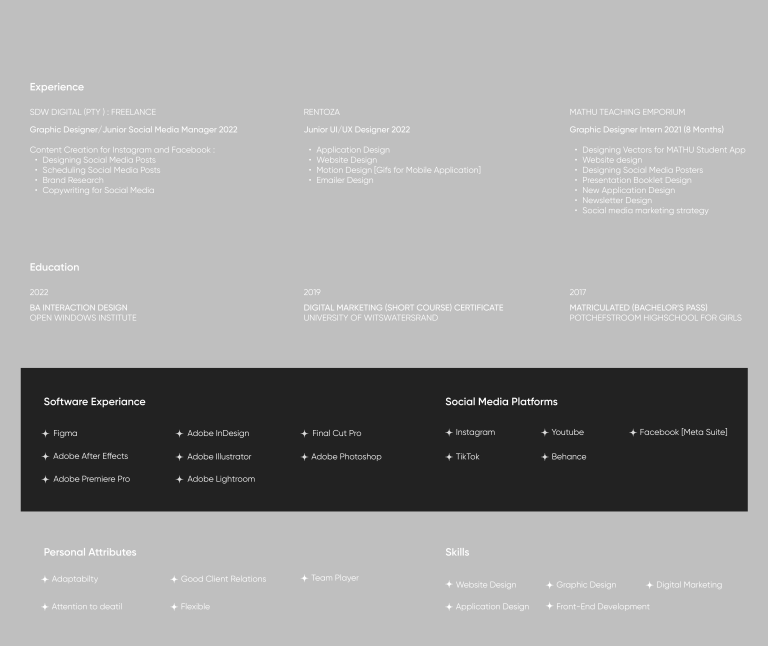 Experience
SDW DIGITAL (PTY ) : FREELANCE
Graphic Designer/Junior Social Media Manager 2022
Content Creation for Instagram and Facebook :
• Designing Social Media Posts
• Scheduling Social Media Posts
• Brand Research
• Copywriting for Social Media
RENTOZA
Junior UI/UX Designer 2022
• Application Design
• Website Design
• Motion Design [Gifs for Mobile Application]
• Emailer Design
MATHU TEACHING EMPORIUM
Graphic Designer Intern 2021 (8 Months)
• Designing Vectors for MATHU Student App
• Website design
• Designing Social Media Posters
• Presentation Booklet Design
• New Application Design
• Newsletter Design
• Social media marketing strategy
Education
2022
BA INTERACTION DESIGN
OPEN WINDOWS INSTITUTE
2019
DIGITAL MARKETING (SHORT COURSE) CERTIFICATE
UNIVERSITY OF WITSWATERSRAND
2017
MATRICULATED (BACHELOR'S PASS)
POTCHEFSTROOM HIGHSCHOOL FOR GIRLS
Software Experiance
Figma
Adobe InDesign
Final Cut Pro
Adobe After Effects
Adobe Illustrator
Adobe Photoshop
Adobe Premiere Pro
Adobe Lightroom
Social Media Platforms
Instagram
Youtube
Facebook [Meta Suite]
TikTok
Behance
Personal Attributes
Adaptabilty
Good Client Relations
Team Player
Attention to deatil
Flexible
Skills
Website Design
Graphic Design
Digital Marketing
Application Design
Front-End Development